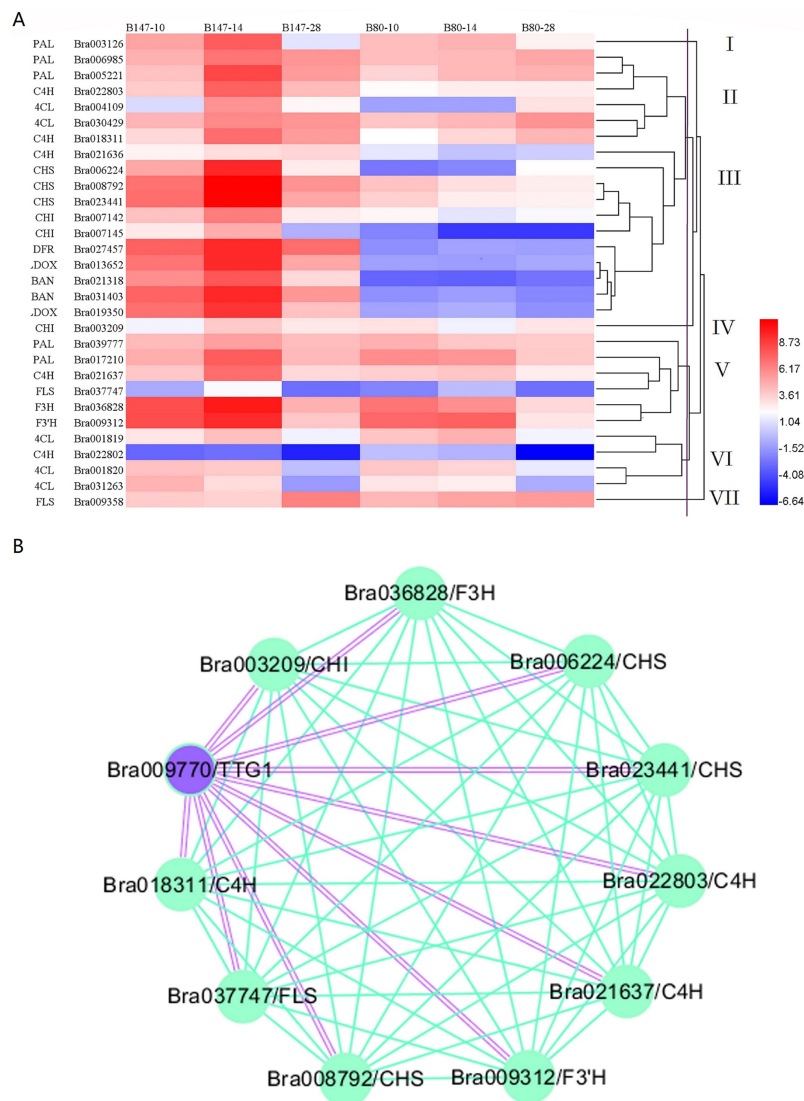 A
B147-10 B147-14 B147-28 B80-10 B80-14 B80-28
PAL Bra003126
PAL Bra006985
PAL Bra005221
C4H Bra022803
4CL Bra004109
4CL Bra030429
C4H Bra018311
C4H Bra021636
CHS Bra006224
CHS Bra008792
CHS Bra023441
CHI Bra007142
CHI Bra007145
DFR Bra027457
.DOX Bra013652
BAN Bra021318
BAN Bra031403
.DOX Bra019350
CHI Bra003209
PAL Bra039777
PAL Bra017210
C4H Bra021637
FLS Bra037747
F3H Bra036828
F3'H Bra009312
4CL Bra001819
C4H Bra022802
4CL Bra001820
4CL Bra031263
FLS Bra009358
I
II
III
IV
V
VI
VII
8.73
6.17
3.61
1.04
-1.52
-4.08
-6.64
B
Bra036828/F3H
Bra003209/CHI
Bra006224/CHS
Bra009770/TTG1
Bra023441/CHS
Bra018311/C4H
Bra022803/C4H
Bra037747/FLS
Bra021637/C4H
Bra008792/CHS
Bra009312/F3'H